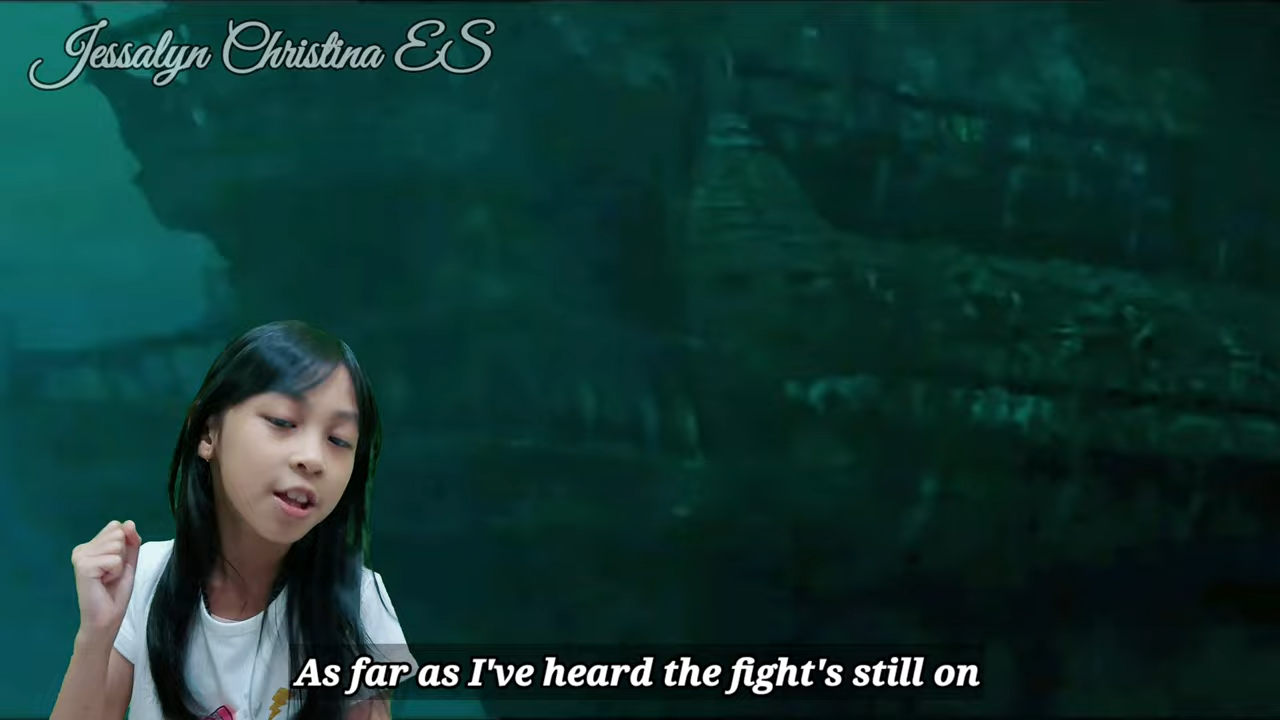 Jessalyn Christina ES
As far as I've heard the fight's still on